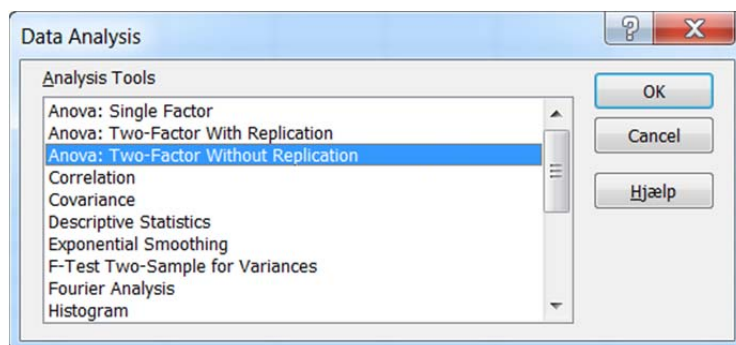 Data Analysis
Analysis Tools
Anova: Single Factor
Anova: Two-Factor With Replication
Anova: Two-Factor Without Replication
Correlation
Covariance
Descriptive Statistics
Exponential Smoothing
F-Test Two-Sample for Variances
Fourier Analysis
Histogram
OK
Cancel
Hjælp